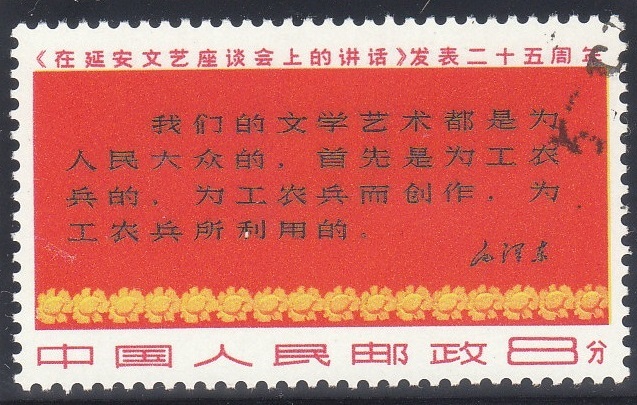 《在延安文艺座谈会上的讲话》发表二十五周年
我们的文学艺术都是为
人民大众的，首先是为工农
兵的，为工农兵而创作，为
工农兵所利用的。
毛泽东
中国人民邮政8分